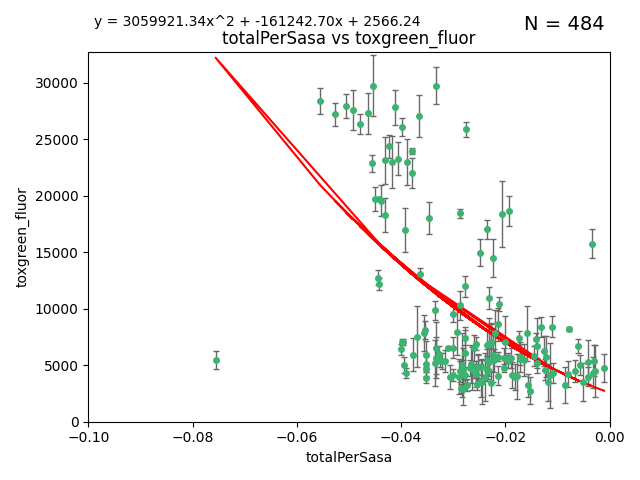 y = 3059921.34x^2 + -161242.70x + 2566.24
N = 484
totalPerSasa vs toxgreen_fluor
30000
25000
20000
15000
10000
5000
0
toxgreen_fluor
−0.10
−0.08
−0.06
−0.04
−0.02
0.00
totalPerSasa